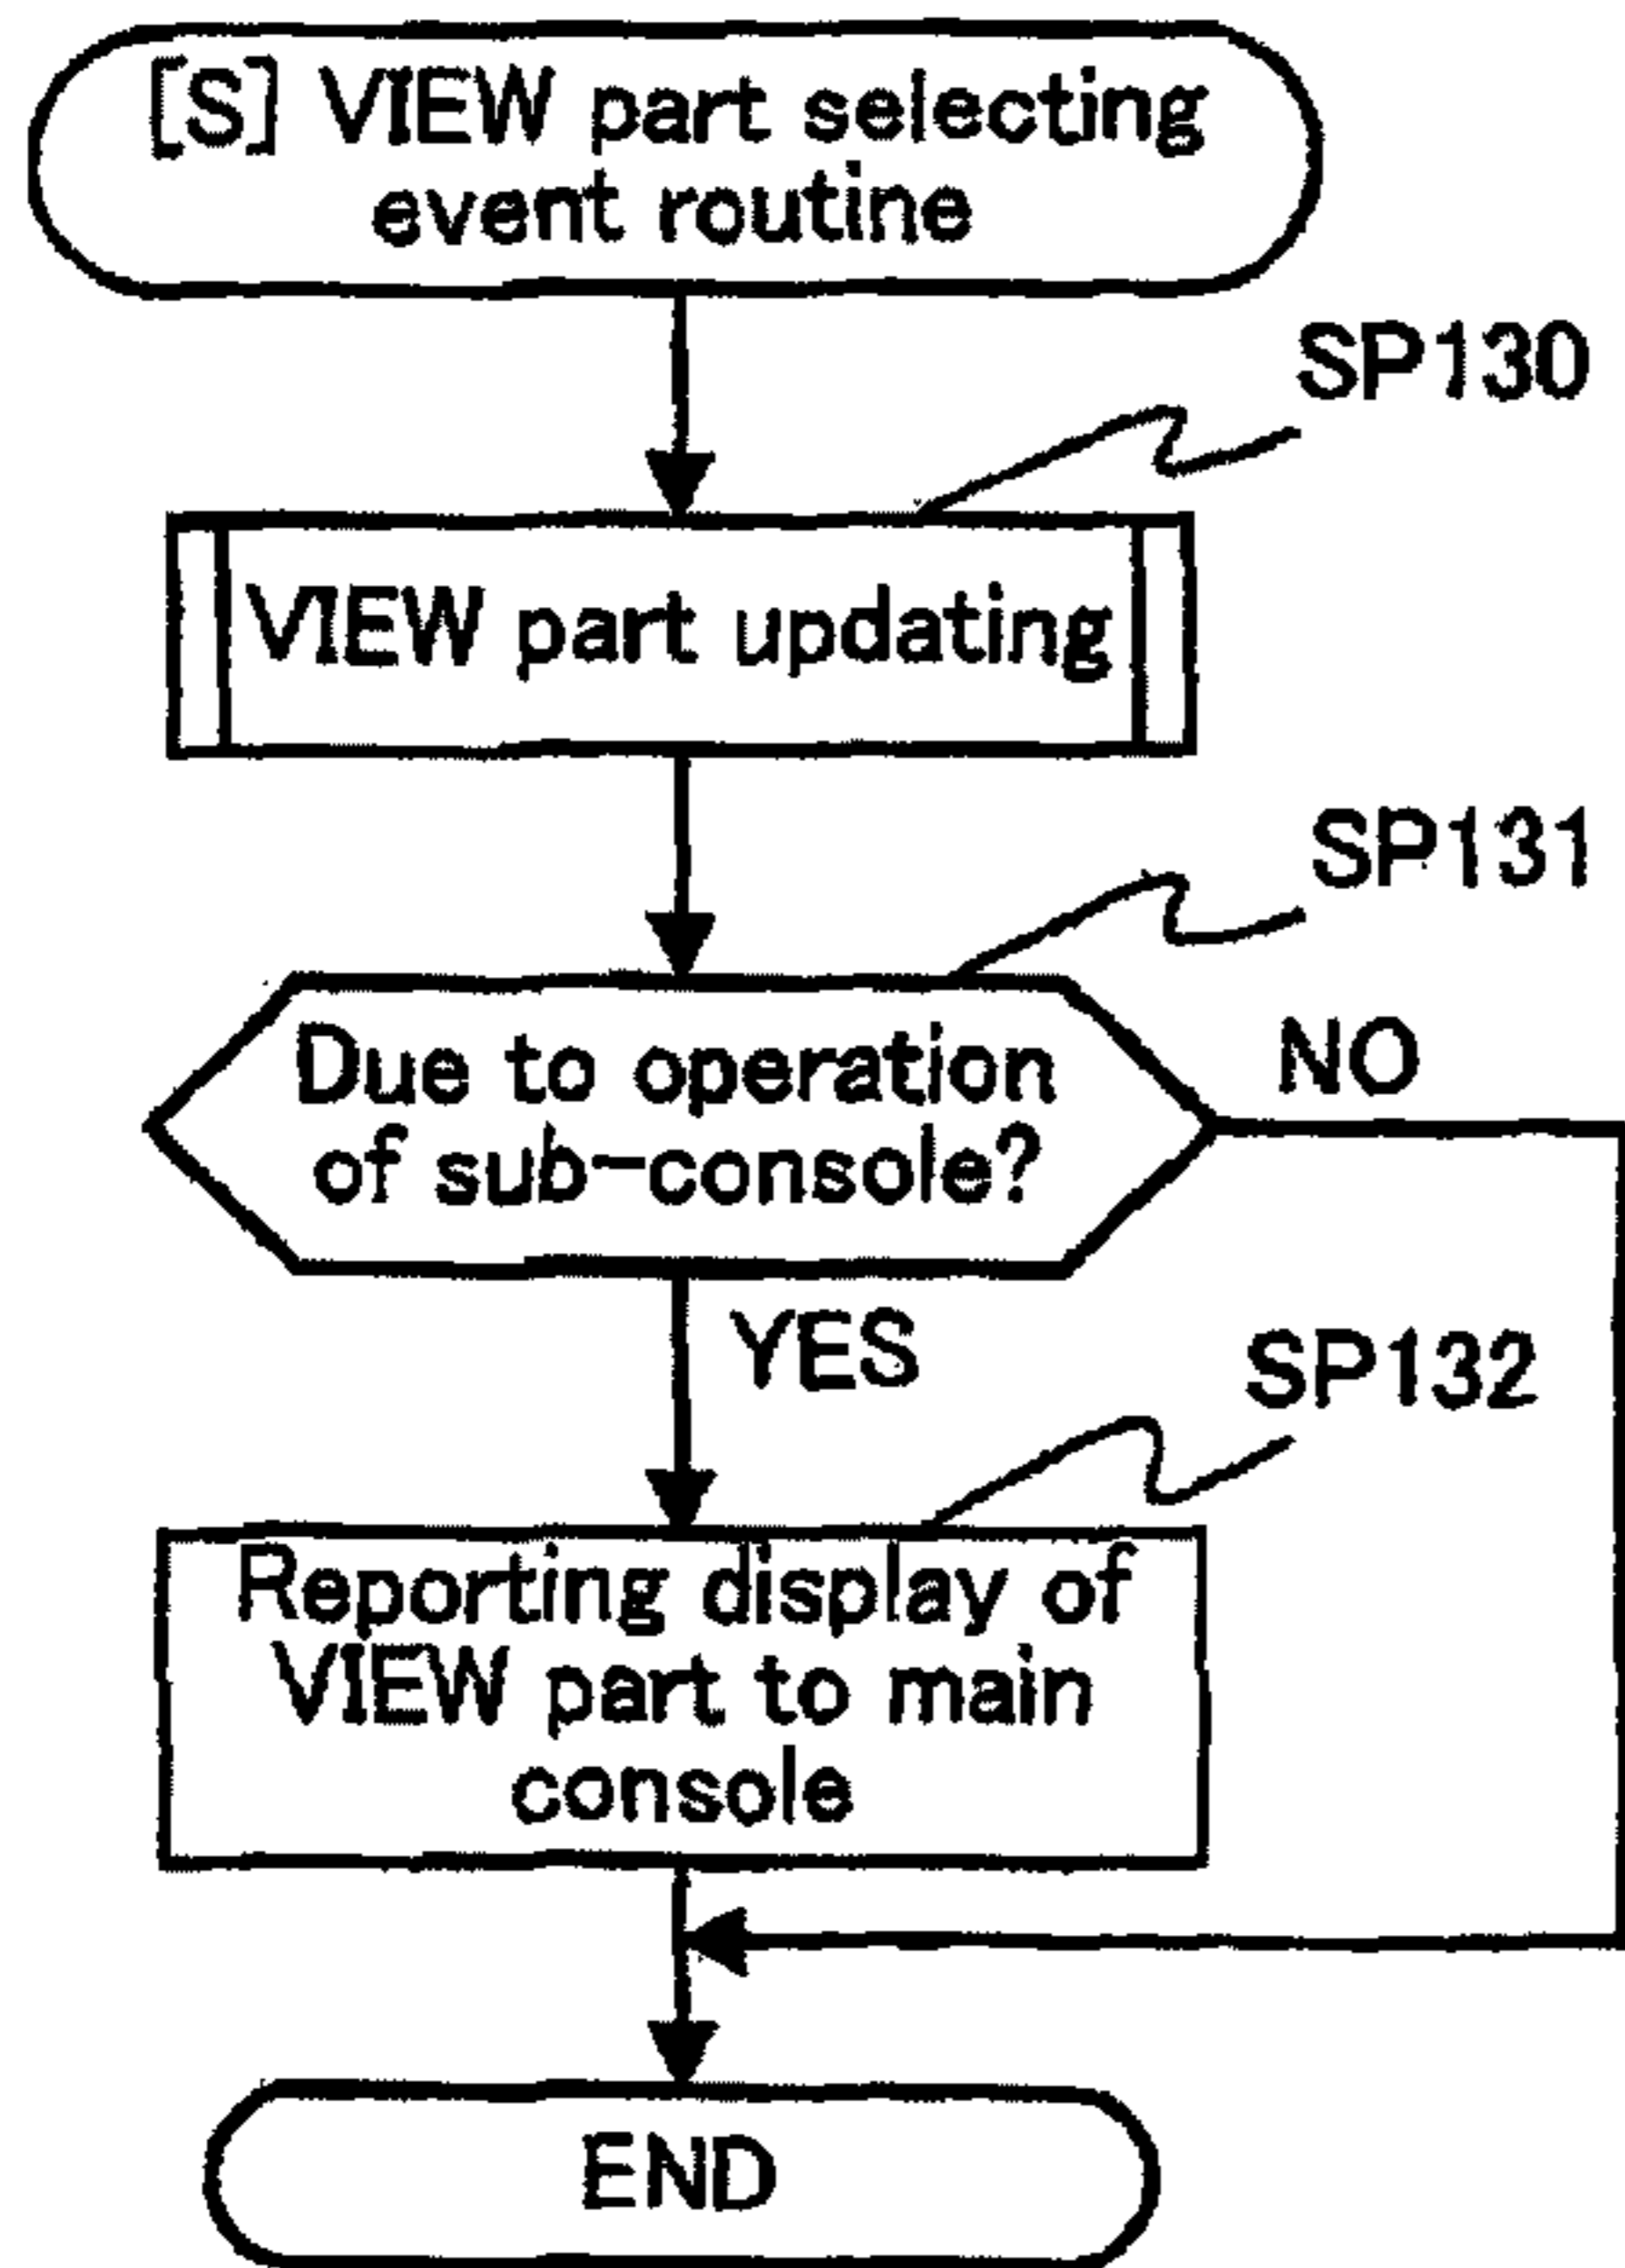 [S] VIEW part selecting
event routine
SP130
VIEW part updating
SP131
Due to operation
of sub-console?
NO
YES
SP132
Reporting display of
VIEW part to main
console
END